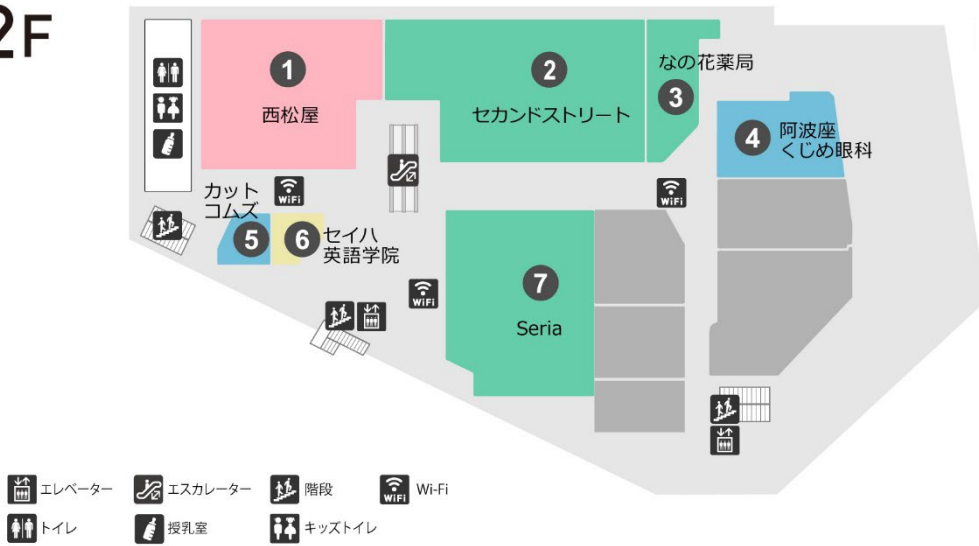 2F
1
西松屋
2
セカンドストリート
なの花薬局
3
4
阿波座
くじめ眼科
WiFi
WiFi
カット
コムズ
5
6
セイハ
英語学院
WiFi
7
Seria
エレベーター
エスカレーター
階段
WiFi
Wi-Fi
トイレ
授乳室
キッズトイレ